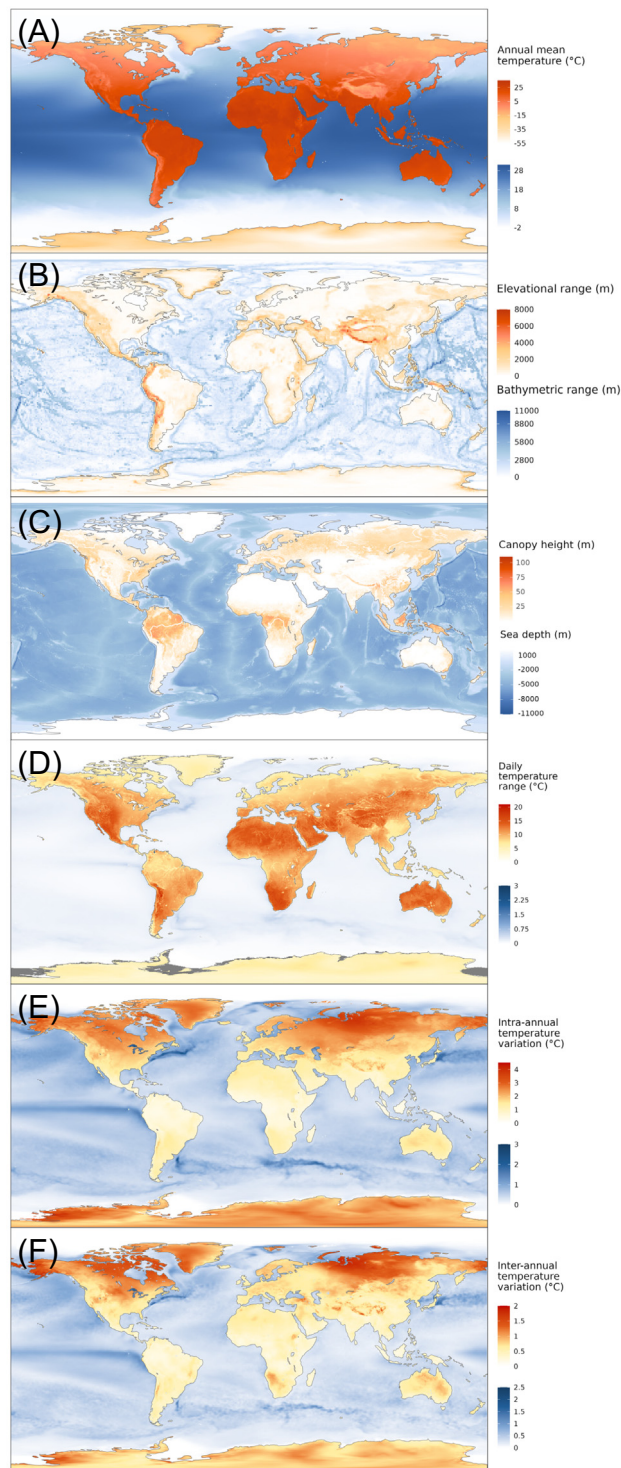 (A)
Annual mean
temperature (°C)
25
5
-15
-35
-55
28
18
8
-2
(B)
Elevational range (m)
8000
6000
4000
2000
0
Bathymetric range (m)
11000
8800
5800
2900
0
(C)
Canopy height (m)
100
75
50
25
Sea depth (m)
1000
-2000
-5000
-8000
-11000
(D)
Daily
temperature
range (°C)
20
15
10
5
0
3
2.25
1.5
0.75
0
(E)
Intra-annual
temperature
variation (°C)
4
3
2
1
0
3
2
1
0
(F)
Inter-annual
temperature
variation (°C)
2
1.5
1
0.5
0
2.5
2
1.5
1
0.5
0